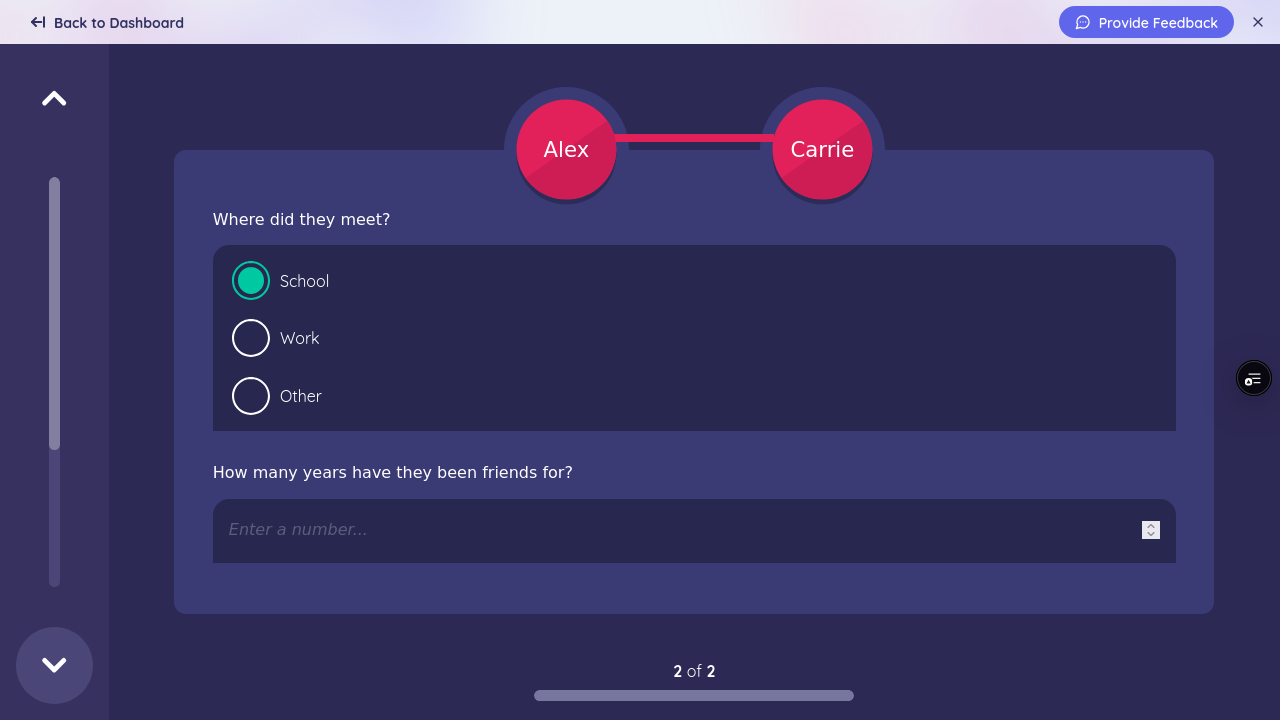 Back to Dashboard
Provide Feedback
Alex
Carrie
Where did they meet?
School
Work
Other
How many years have they been friends for?
Enter a number...
2 of 2